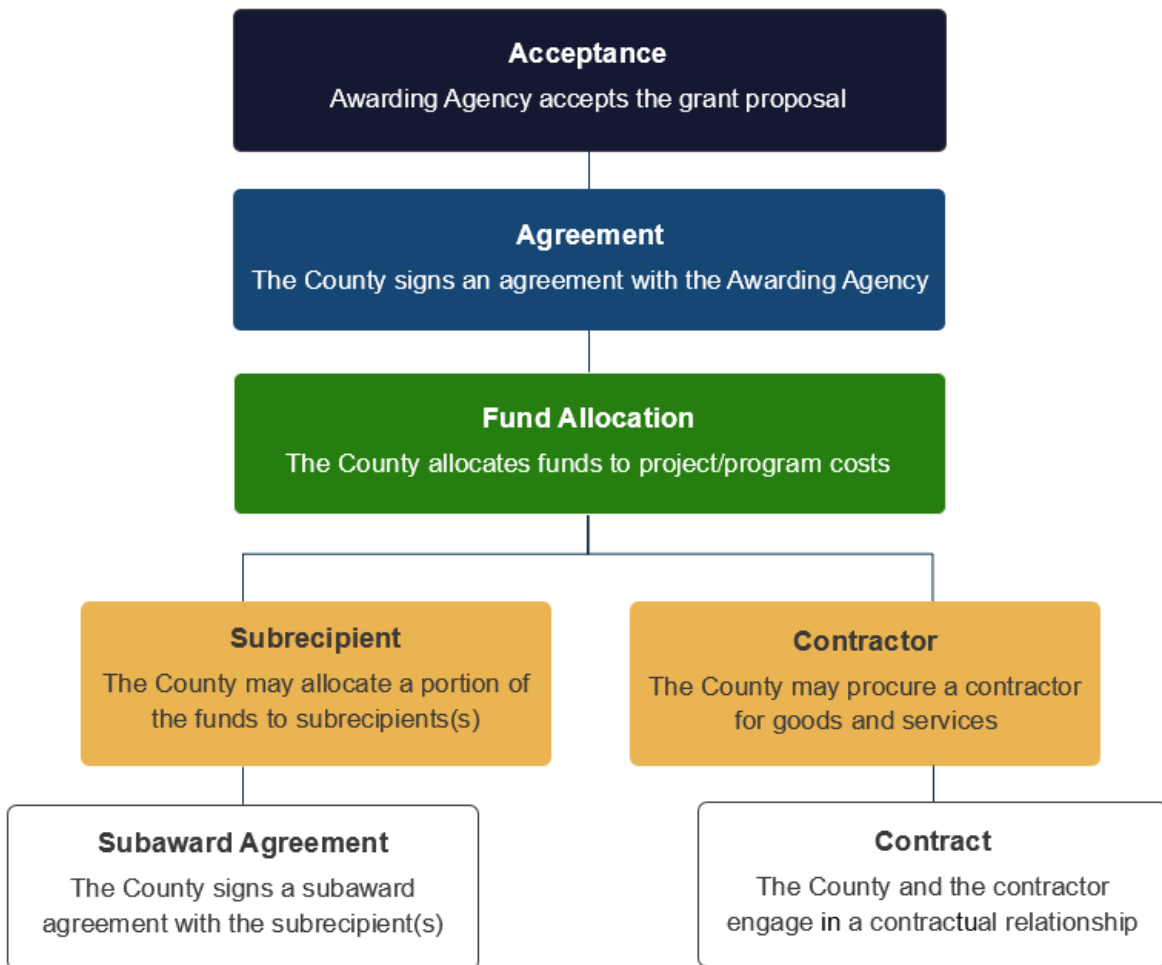 Acceptance
Awarding Agency accepts the grant proposal
Agreement
The County signs an agreement with the Awarding Agency
Fund Allocation
The County allocates funds to project/program costs
Subrecipient
The County may allocate a portion of
the funds to subrecipients(s)
Contractor
The County may procure a contractor
for goods and services
Subaward Agreement
The County signs a subaward
agreement with the subrecipient(s)
Contract
The County and the contractor
engage in a contractual relationship